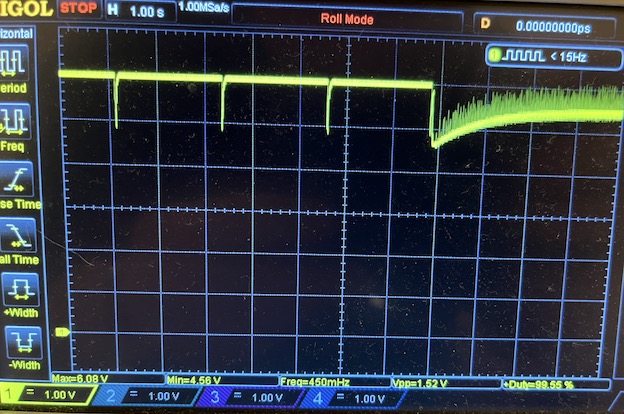 IGOL STOP H 1.00 s 1.00MSa/s Roll Mode D 0.00000000ps
izontal
1 < 15Hz
eriod
Freq
se Time
all Time
+Width
-Width
Max=6.08 V Min=4.56 V Freq=450mHz Vpp=1.52 V +Duty=99.55 %
1 = 1.00 V 2 = 1.00 V 3 = 1.00 V 4 = 1.00 V